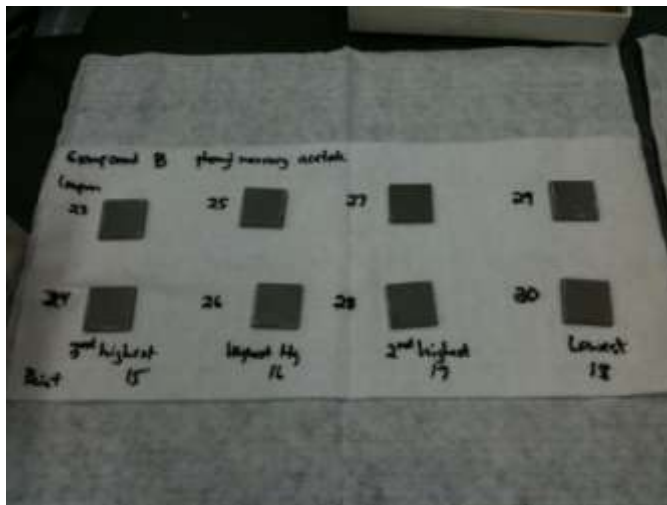 Compound B phenyl mercury acetate
Coupon
23 25 27 29
24 26 28 30
3rd highest highest Hg 2nd highest Lowest
Paint 15 16 17 18